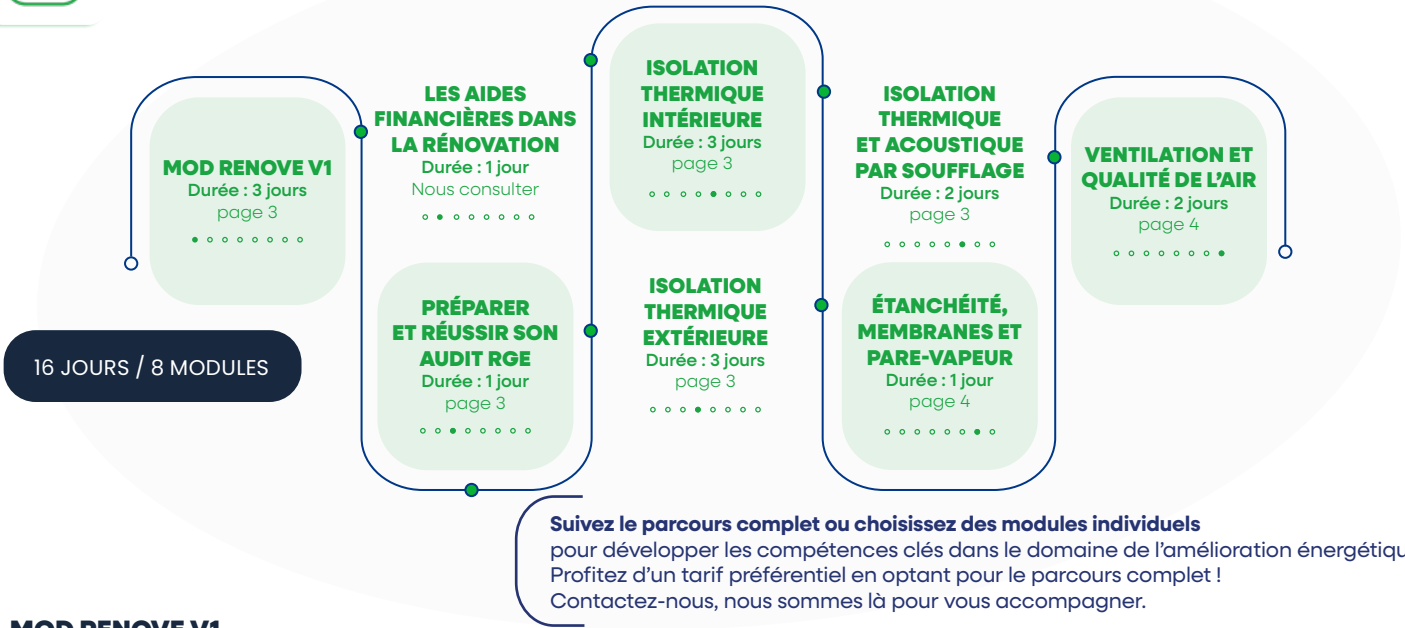 MOD RENOVE V1
Durée : 3 jours
page 3
LES AIDES
FINANCIÈRES DANS
LA RÉNOVATION
Durée : 1 jour
Nous consulter
PRÉPARER
ET RÉUSSIR SON
AUDIT RGE
Durée : 1 jour
page 3
ISOLATION
THERMIQUE
EXTÉRIEURE
Durée : 3 jours
page 3
ISOLATION
THERMIQUE
INTÉRIEURE
Durée : 3 jours
page 3
ISOLATION
THERMIQUE
ET ACOUSTIQUE
PAR SOUFFLAGE
Durée : 2 jours
page 3
ÉTANCHÉITÉ,
MEMBRANES ET
PARE-VAPEUR
Durée : 1 jour
page 4
VENTILATION ET
QUALITÉ DE L'AIR
Durée : 2 jours
page 4
16 JOURS / 8 MODULES
Suivez le parcours complet ou choisissez des modules individuels
pour développer les compétences clés dans le domaine de l'amélioration
Profitez d'un tarif préférentiel en optant pour le parcours complet !
Contactez-nous, nous sommes là pour vous accompagner.
MOD RENOVE V1